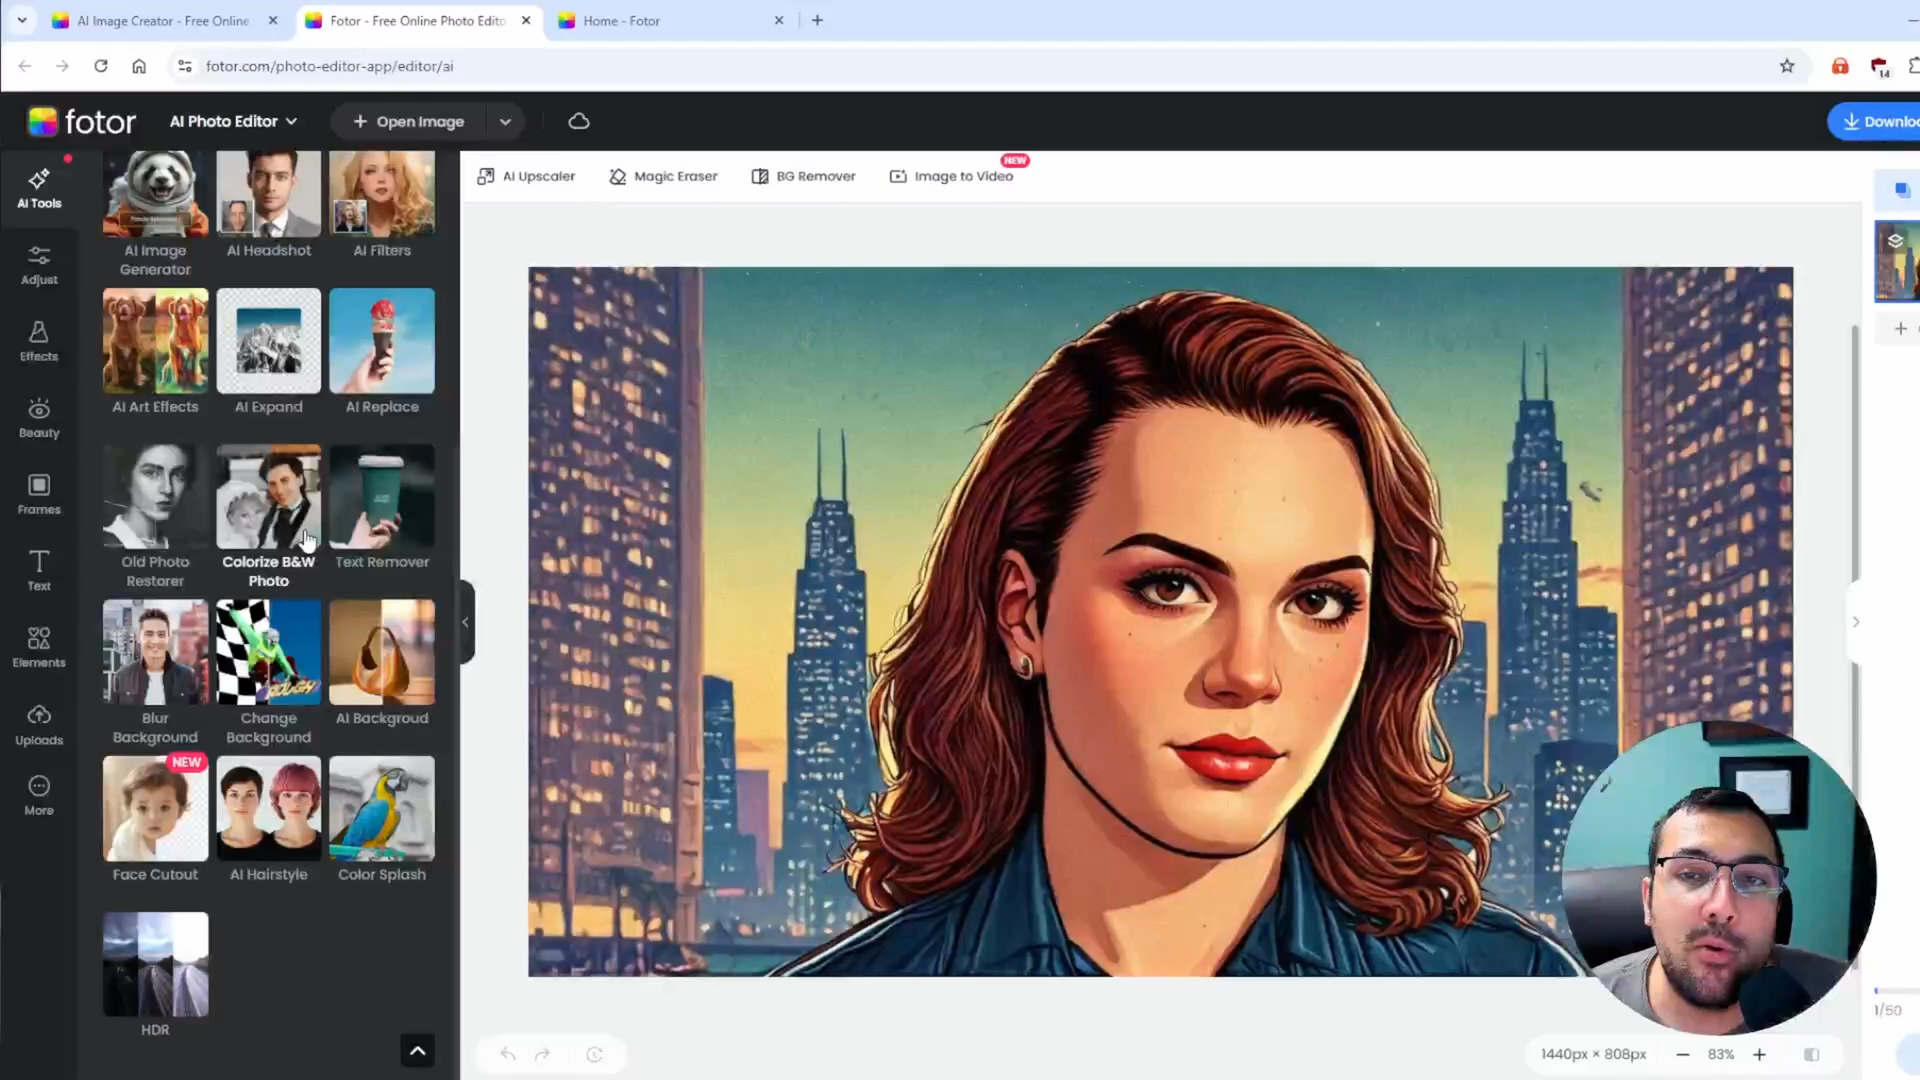 AI Image Creator - Free Online
Fotor - Free Online Photo Edito
Home - Fotor
fotor.com/photo-editor-app/editor/ai
14
fotor
AI Photo Editor
Open Image
Downloa
AI Tools
Adjust
Effects
Beauty
Frames
Text
Elements
Uploads
More
AI Image
Generator
AI Headshot
AI Filters
AI Art Effects
AI Expand
AI Replace
Old Photo
Restorer
Colorize B&W
Photo
Text Remover
Blur
Background
Change
Background
AI Backgroud
NEW
Face Cutout
AI Hairstyle
Color Splash
HDR
AI Upscaler
Magic Eraser
BG Remover
Image to Video
NEW
1/50
1440px × 808px
83%